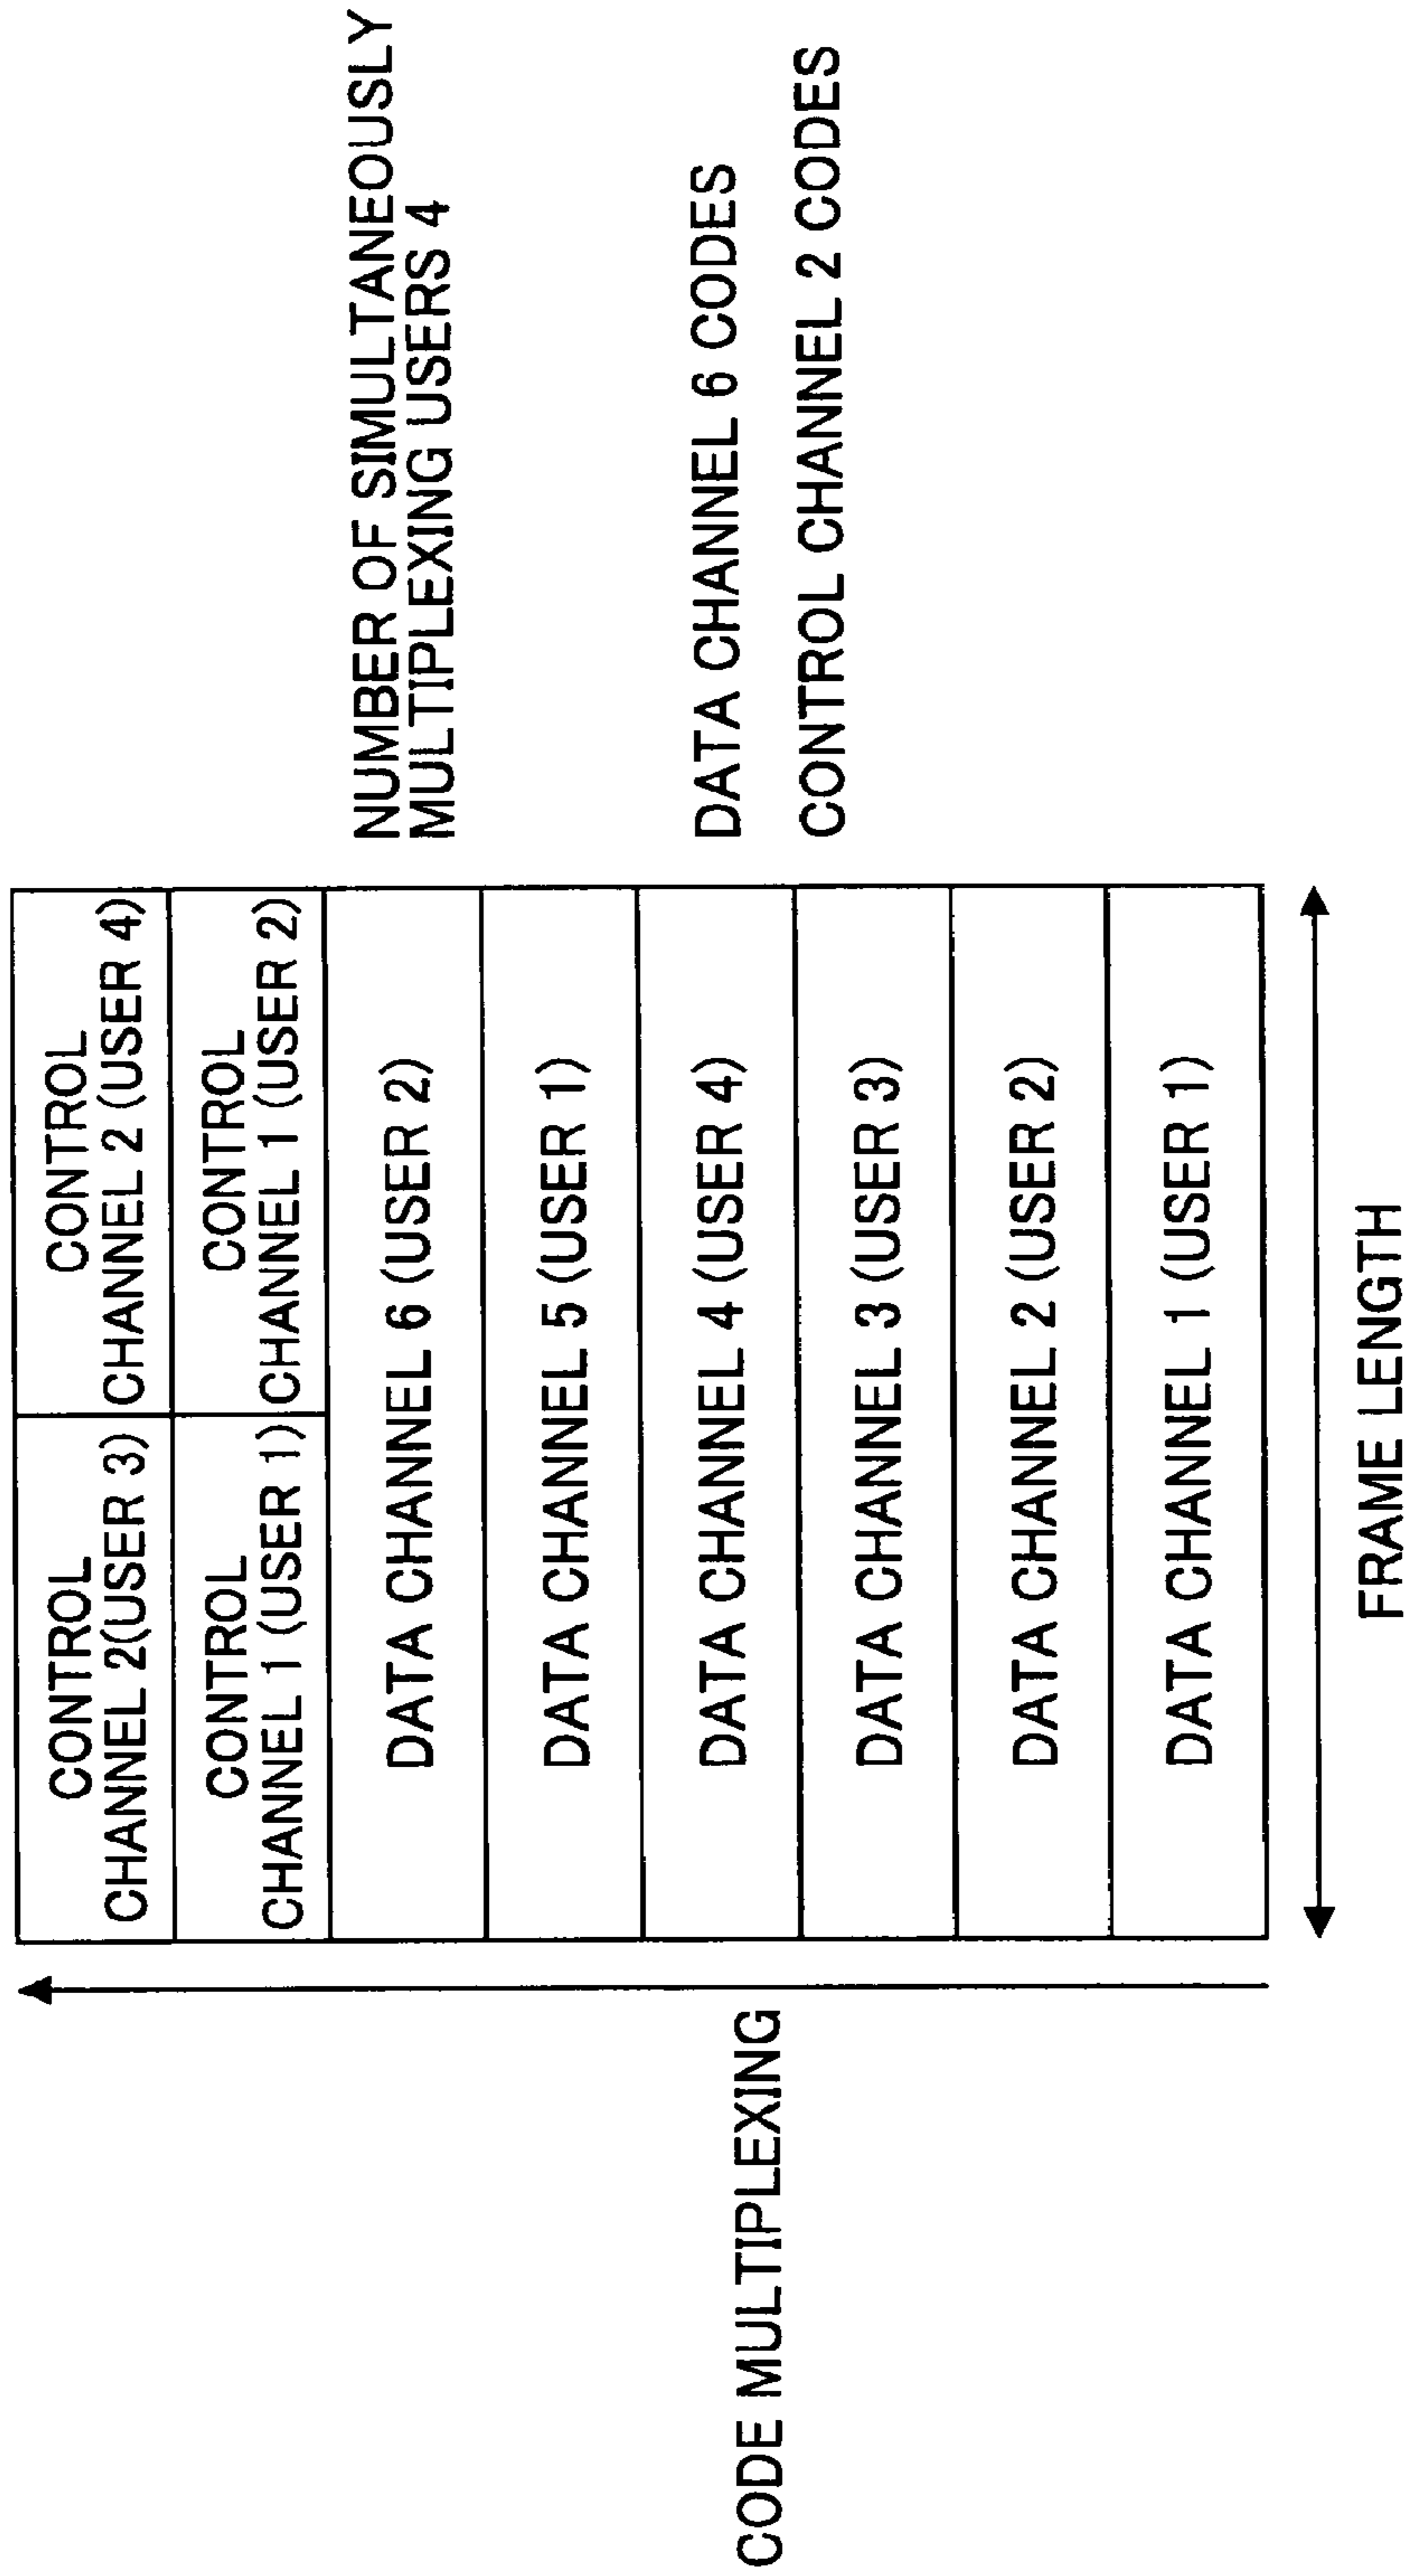 CODE MULTIPLEXING
CONTROL
CHANNEL 2(USER 3)
CONTROL
CHANNEL 2 (USER 4)
CONTROL
CHANNEL 1 (USER 1)
CONTROL
CHANNEL 1 (USER 2)
DATA CHANNEL 6 (USER 2)
DATA CHANNEL 5 (USER 1)
DATA CHANNEL 4 (USER 4)
DATA CHANNEL 3 (USER 3)
DATA CHANNEL 2 (USER 2)
DATA CHANNEL 1 (USER 1)
FRAME LENGTH
NUMBER OF SIMULTANEOUSLY
MULTIPLEXING USERS 4
DATA CHANNEL 6 CODES
CONTROL CHANNEL 2 CODES